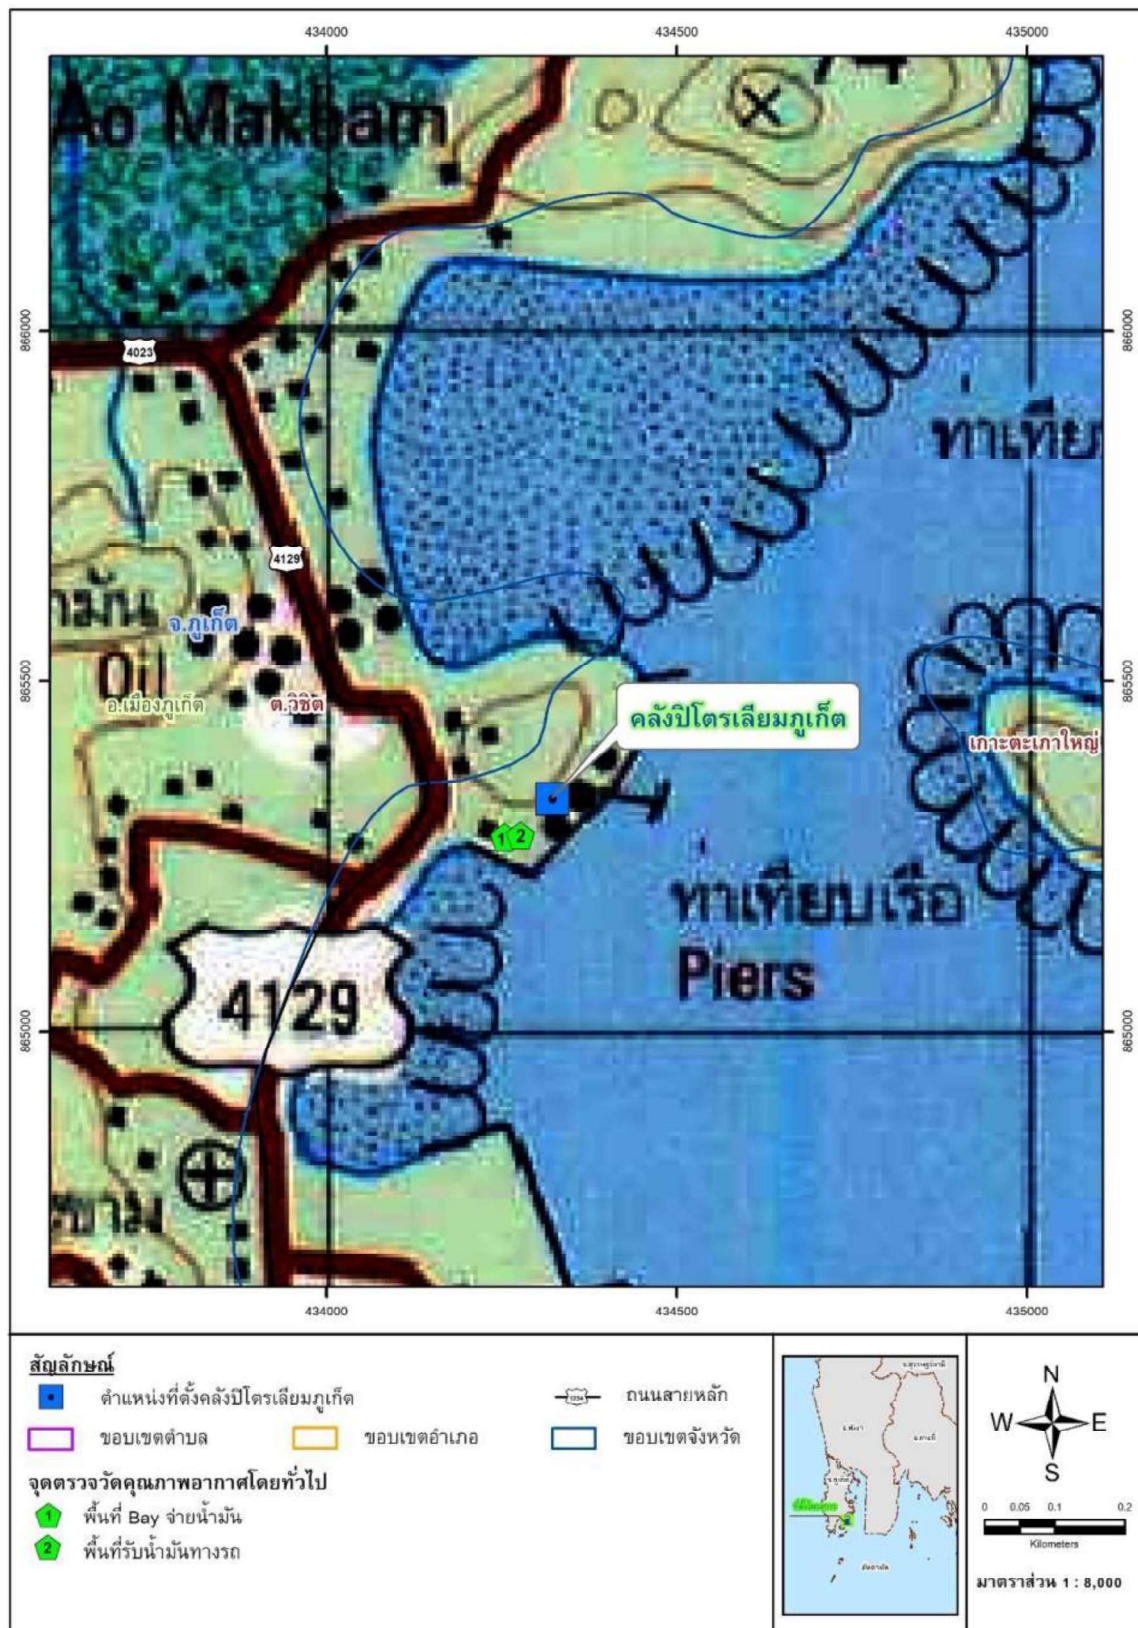 434000 434500 435000
Ao Makham
866000 866000
4023
ท่าเทีย
4129
จ.ภูเก็ต
Oil
865500 865500
อ.เมืองภูเก็ต ต.วิชิต
คลังปิโตรเลียมภูเก็ต
เกาะตะเภาใหญ่
1 2
ท่าเทียบเรือ
Piers
4129
865000 865000
434000 434500 435000
สัญลักษณ์
ตำแหน่งที่ตั้งคลังปิโตรเลียมภูเก็ต
ถนนสายหลัก
ขอบเขตตำบล ขอบเขตอำเภอ ขอบเขตจังหวัด
จุดตรวจวัดคุณภาพอากาศโดยทั่วไป
1 พื้นที่ Bay จ่ายน้ำมัน
2 พื้นที่รับน้ำมันทางรถ
N
W E
S
0 0.05 0.1 0.2
Kilometers
มาตราส่วน 1 : 8,000